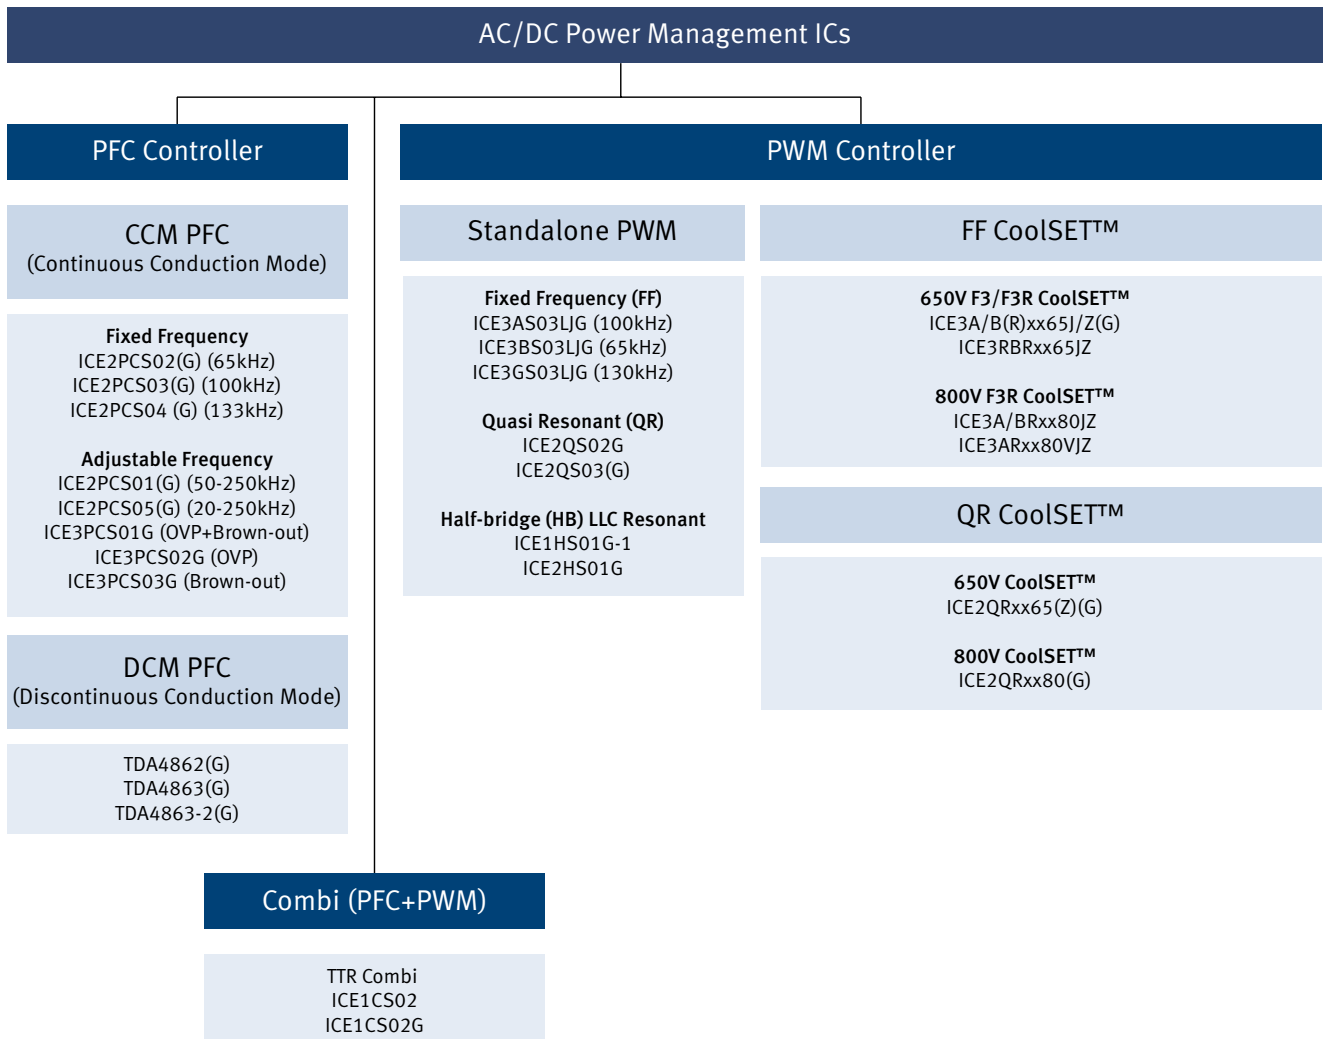 AC/DC Power Management ICs
PFC Controller
CCM PFC
(Continuous Conduction Mode)
Fixed Frequency
ICE2PCS02(G) (65kHz)
ICE2PCS03(G) (100kHz)
ICE2PCS04 (G) (133kHz)
Adjustable Frequency
ICE2PCS01(G) (50-250kHz)
ICE2PCS05(G) (20-250kHz)
ICE3PCS01G (OVP+Brown-out)
ICE3PCS02G (OVP)
ICE3PCS03G (Brown-out)
DCM PFC
(Discontinuous Conduction Mode)
TDA4862(G)
TDA4863(G)
TDA4863-2(G)
PWM Controller
Standalone PWM
Fixed Frequency (FF)
ICE3AS03LJG (100kHz)
ICE3BS03LJG (65kHz)
ICE3GS03LJG (130kHz)
Quasi Resonant (QR)
ICE2QS02G
ICE2QS03(G)
Half-bridge (HB) LLC Resonant
ICE1HS01G-1
ICE2HS01G
FF CoolSET™
650V F3/F3R CoolSET™
ICE3A/B(R)xx65J/Z(G)
ICE3RBRxx65JZ
800V F3R CoolSET™
ICE3A/BRxx80JZ
ICE3ARxx80VJZ
QR CoolSET™
650V CoolSET™
ICE2QRxx65(Z)(G)
800V CoolSET™
ICE2QRxx80(G)
Combi (PFC+PWM)
TTR Combi
ICE1CS02
ICE1CS02G